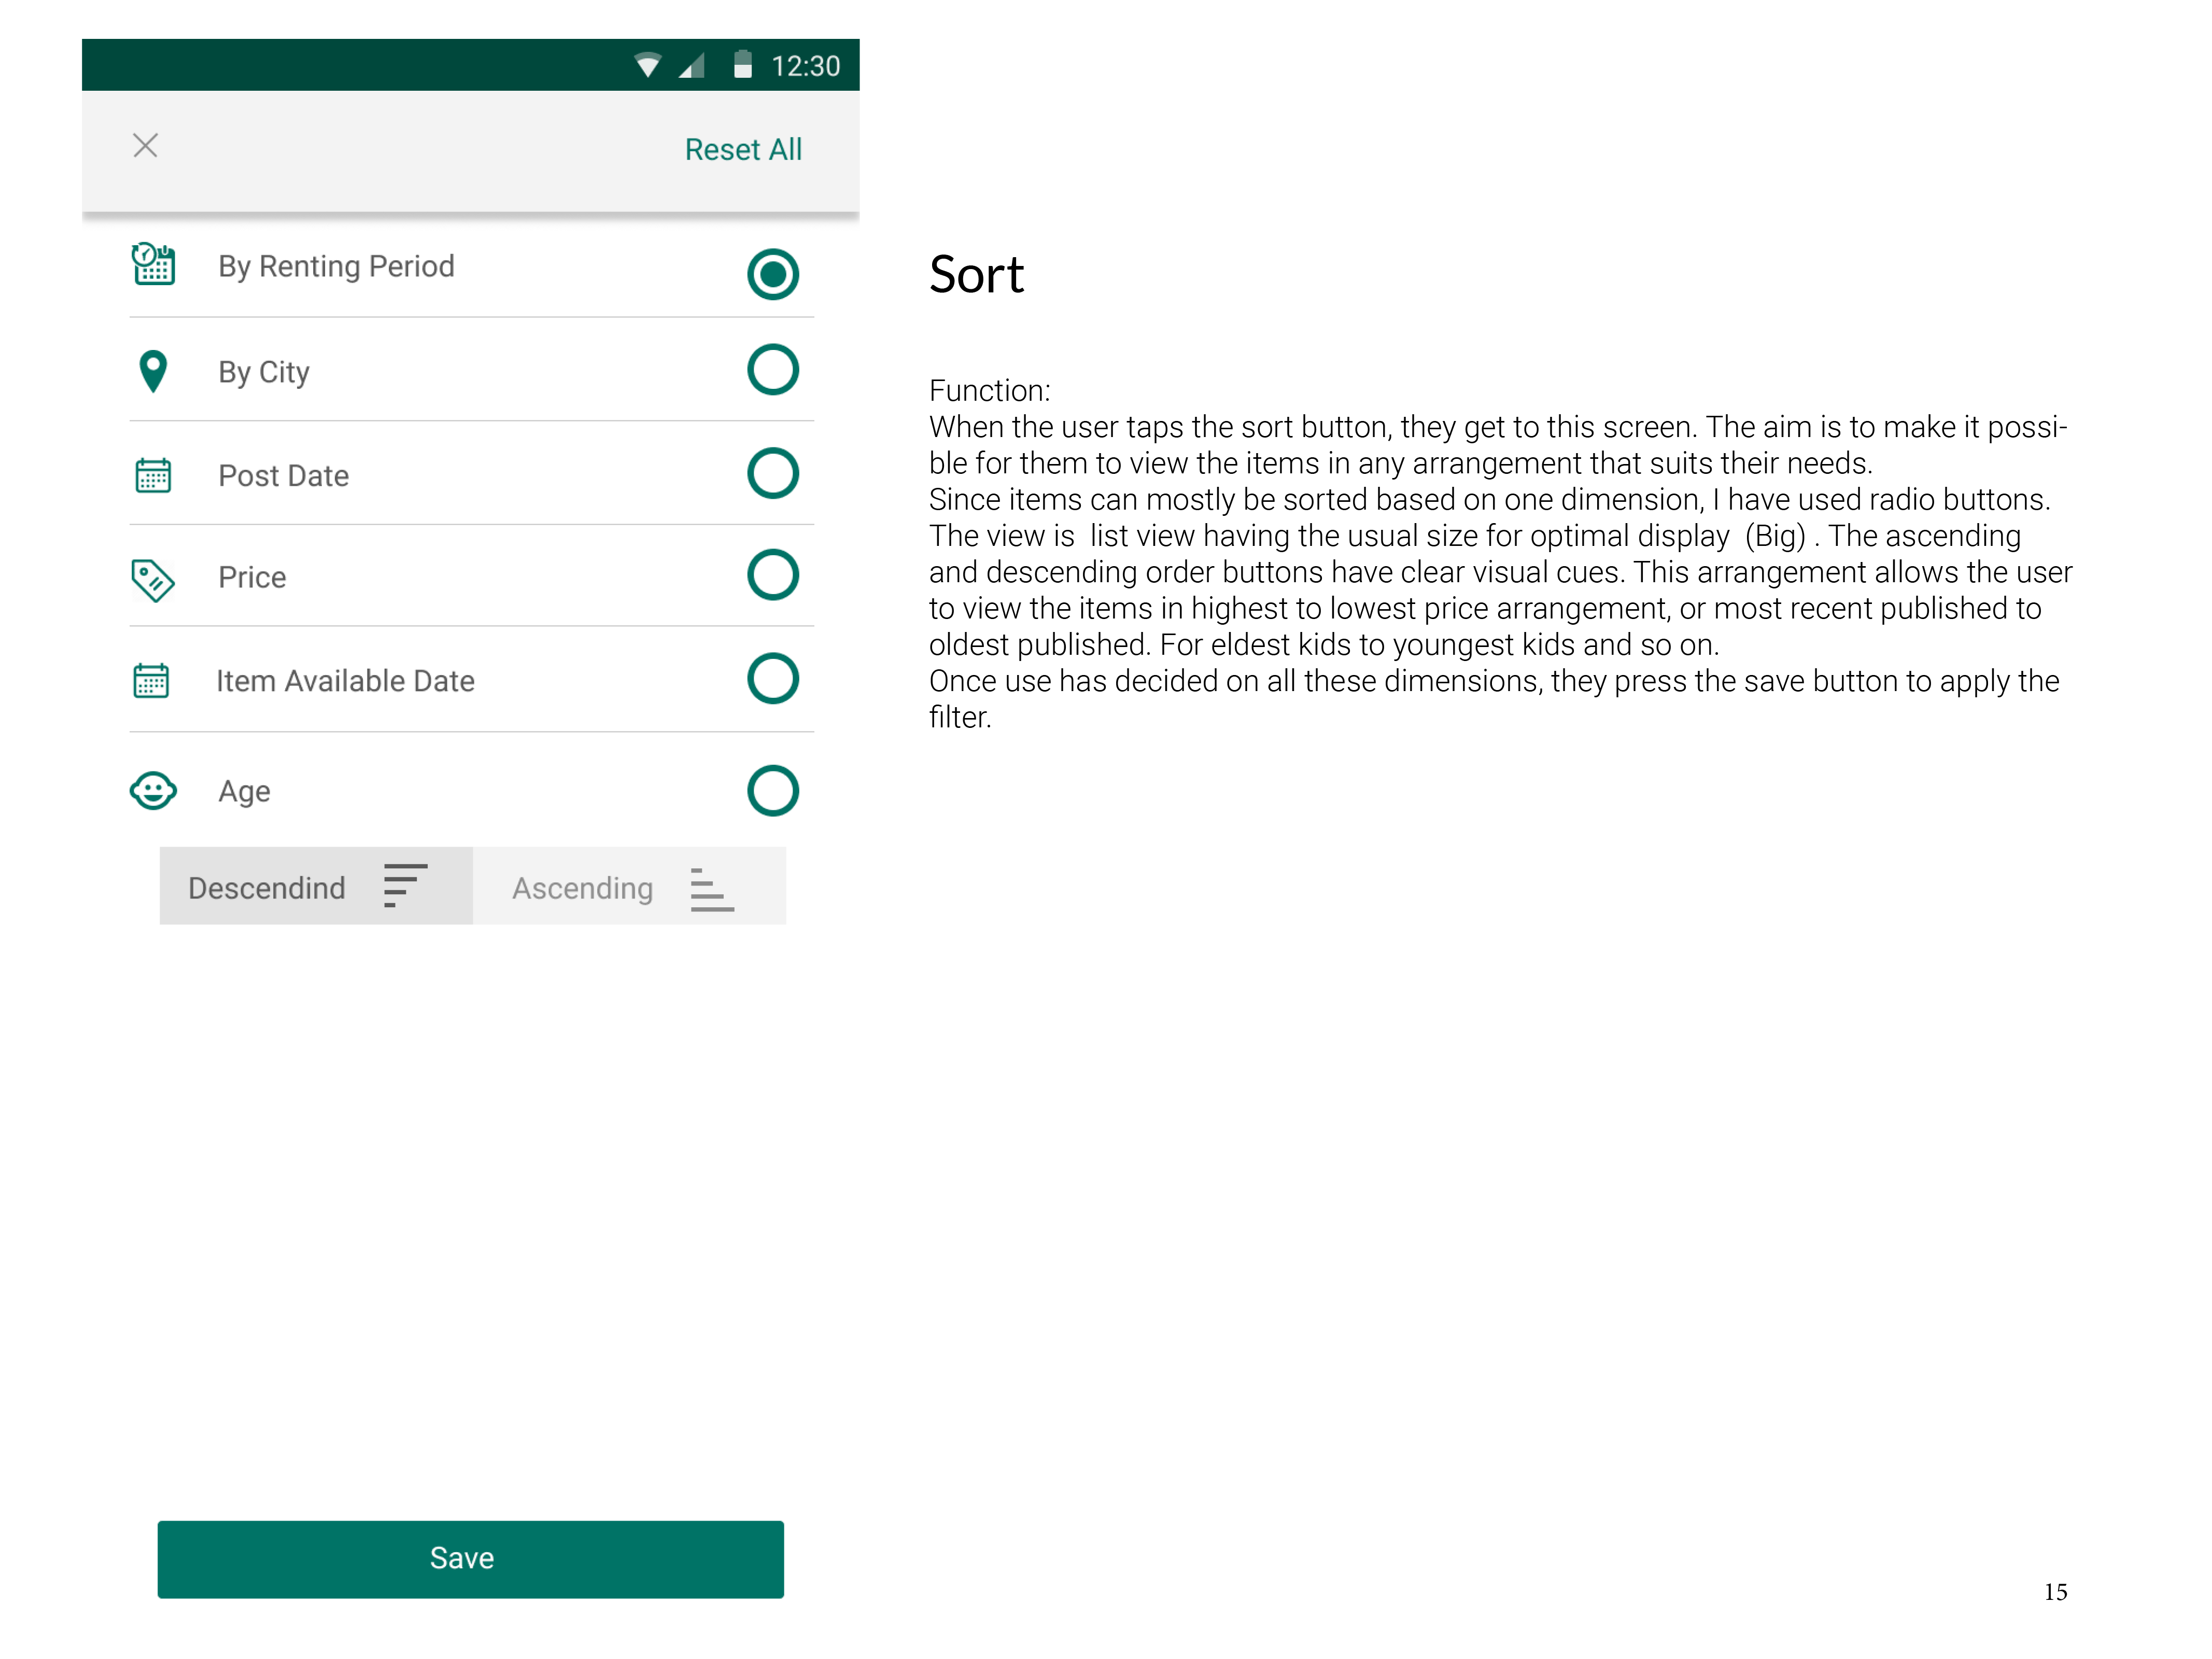 12:30
Reset All
By Renting Period
By City
Post Date
Price
Item Available Date
Age
Descendind
Ascending
Save
Sort
Function:
When the user taps the sort button, they get to this screen. The aim is to make it possi-
ble for them to view the items in any arrangement that suits their needs.
Since items can mostly be sorted based on one dimension, I have used radio buttons.
The view is  list view having the usual size for optimal display  (Big) . The ascending
and descending order buttons have clear visual cues. This arrangement allows the user
to view the items in highest to lowest price arrangement, or most recent published to
oldest published. For eldest kids to youngest kids and so on.
Once use has decided on all these dimensions, they press the save button to apply the
filter.
15